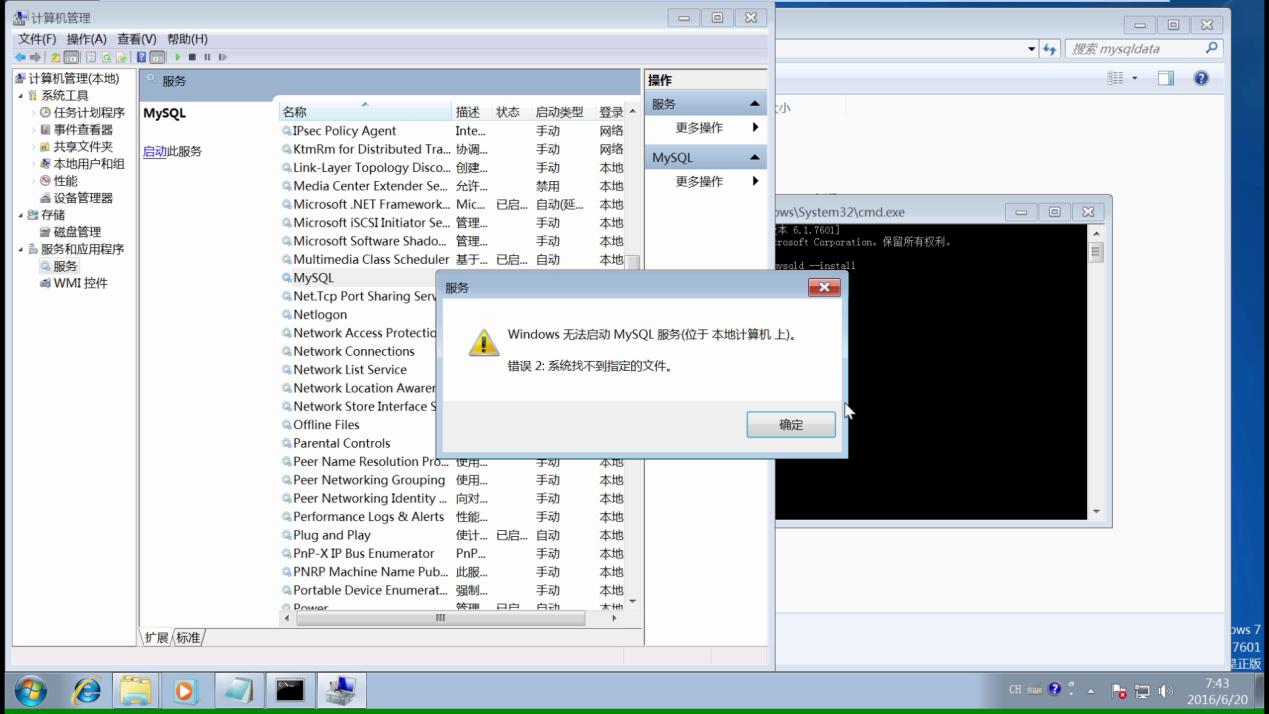 计算机管理
文件(F) 操作(A) 查看(V) 帮助(H)
搜索 mysqldata
计算机管理(本地)
系统工具
任务计划程序
事件查看器
共享文件夹
本地用户和组
性能
设备管理器
存储
磁盘管理
服务和应用程序
服务
WMI 控件
服务
MySQL
启动此服务
名称 描述 状态 启动类型 登录
IPsec Policy Agent Inte... 手动 网络
KtmRm for Distributed Tra... 协调... 手动 网络
Link-Layer Topology Disco... 创建... 手动 本地
Media Center Extender Se... 允许... 禁用 本地
Microsoft .NET Framework... Mic... 已启... 自动(延... 本地
Microsoft iSCSI Initiator Se... 管理... 手动 本地
Microsoft Software Shado... 管理... 手动 本地
Multimedia Class Scheduler 基于... 已启... 自动 本地
MySQL
Net.Tcp Port Sharing Serv
Netlogon
Network Access Protectio
Network Connections
Network List Service
Network Location Awaren
Network Store Interface S
Offline Files
Parental Controls
Peer Name Resolution Pro... 使用... 手动 本地
Peer Networking Grouping 使用... 手动 本地
Peer Networking Identity ... 向对... 手动 本地
Performance Logs & Alerts 性能... 手动 本地
Plug and Play 使计... 已启... 自动 本地
PnP-X IP Bus Enumerator PnP... 手动 本地
PNRP Machine Name Pub... 此服... 手动 本地
Portable Device Enumerat... 强制... 手动 本地
Power 管理 已启 自动 本地
扩展 标准
操作
服务
更多操作
MySQL
更多操作
小
ows\System32\cmd.exe
本 6.1.7601]
crosoft Corporation。保留所有权利。
mysqld --install
服务
Windows 无法启动 MySQL 服务(位于 本地计算机 上)。
错误 2: 系统找不到指定的文件。
确定
ows 7
7601
是正版
CH
7:43
2016/6/20